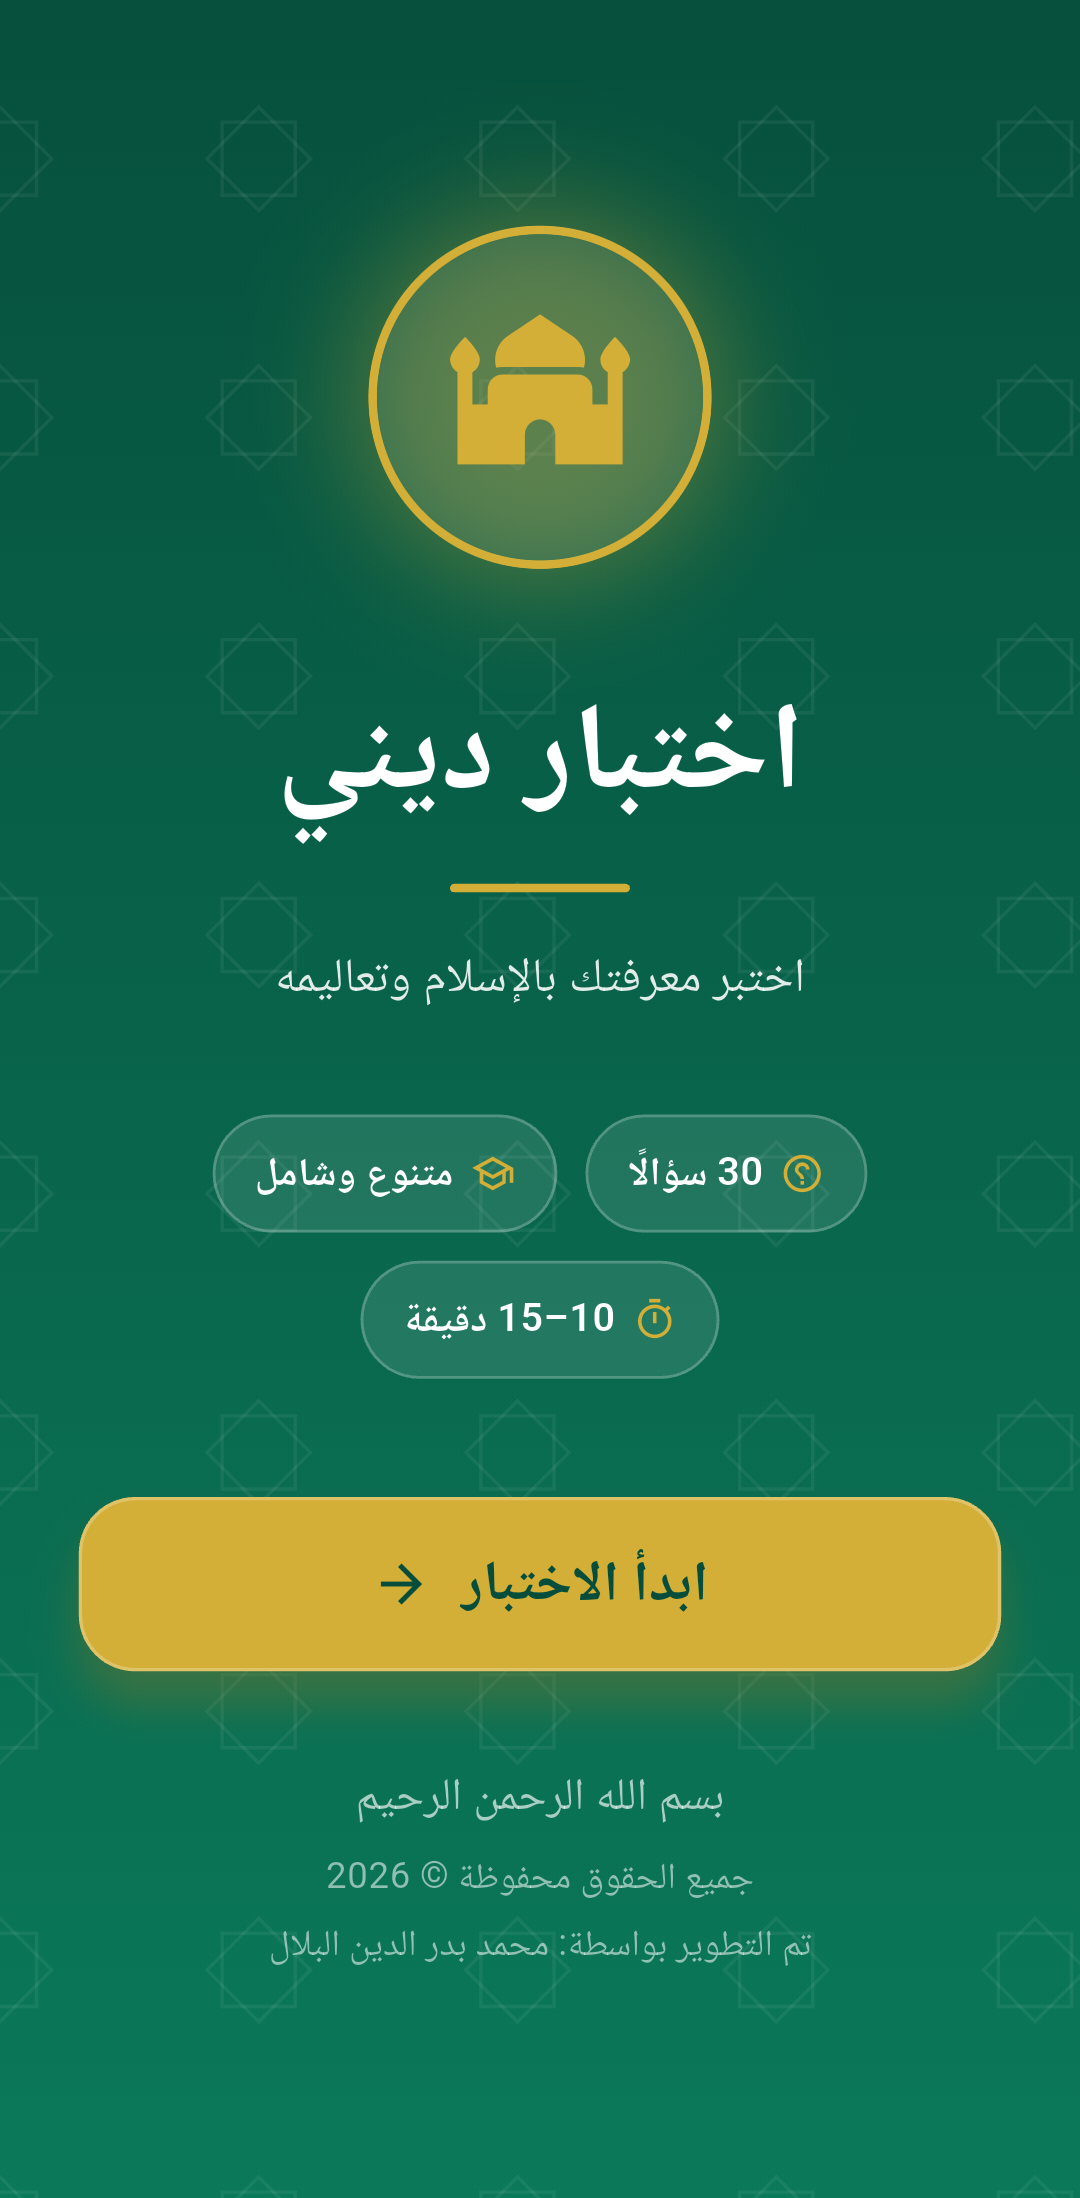 اختبار ديني
اختبر معرفتك بالإسلام وتعاليمه
30 سؤالًا
متنوع وشامل
10–15 دقيقة
ابدأ الاختبار
بسم الله الرحمن الرحيم
جميع الحقوق محفوظة © 2026
تم التطوير بواسطة: محمد بدر الدين البلال